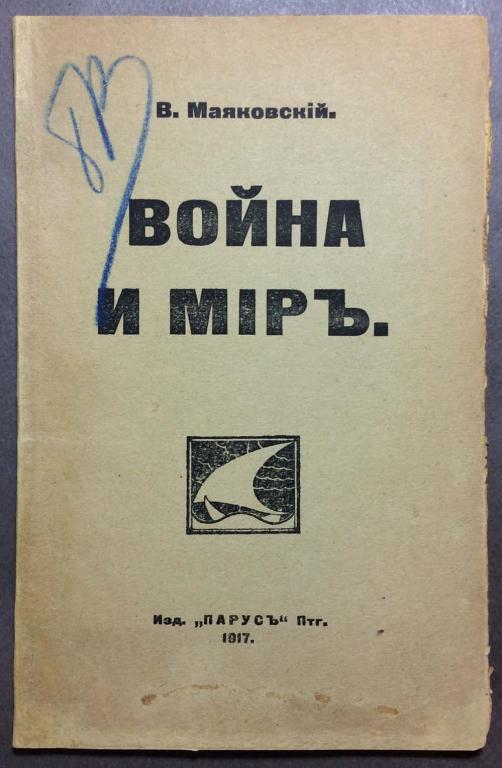 В. Маяковскій.
ВОЙНА
И МІРЪ.
Изд. „ПАРУСЪ“ Птг.
1917.